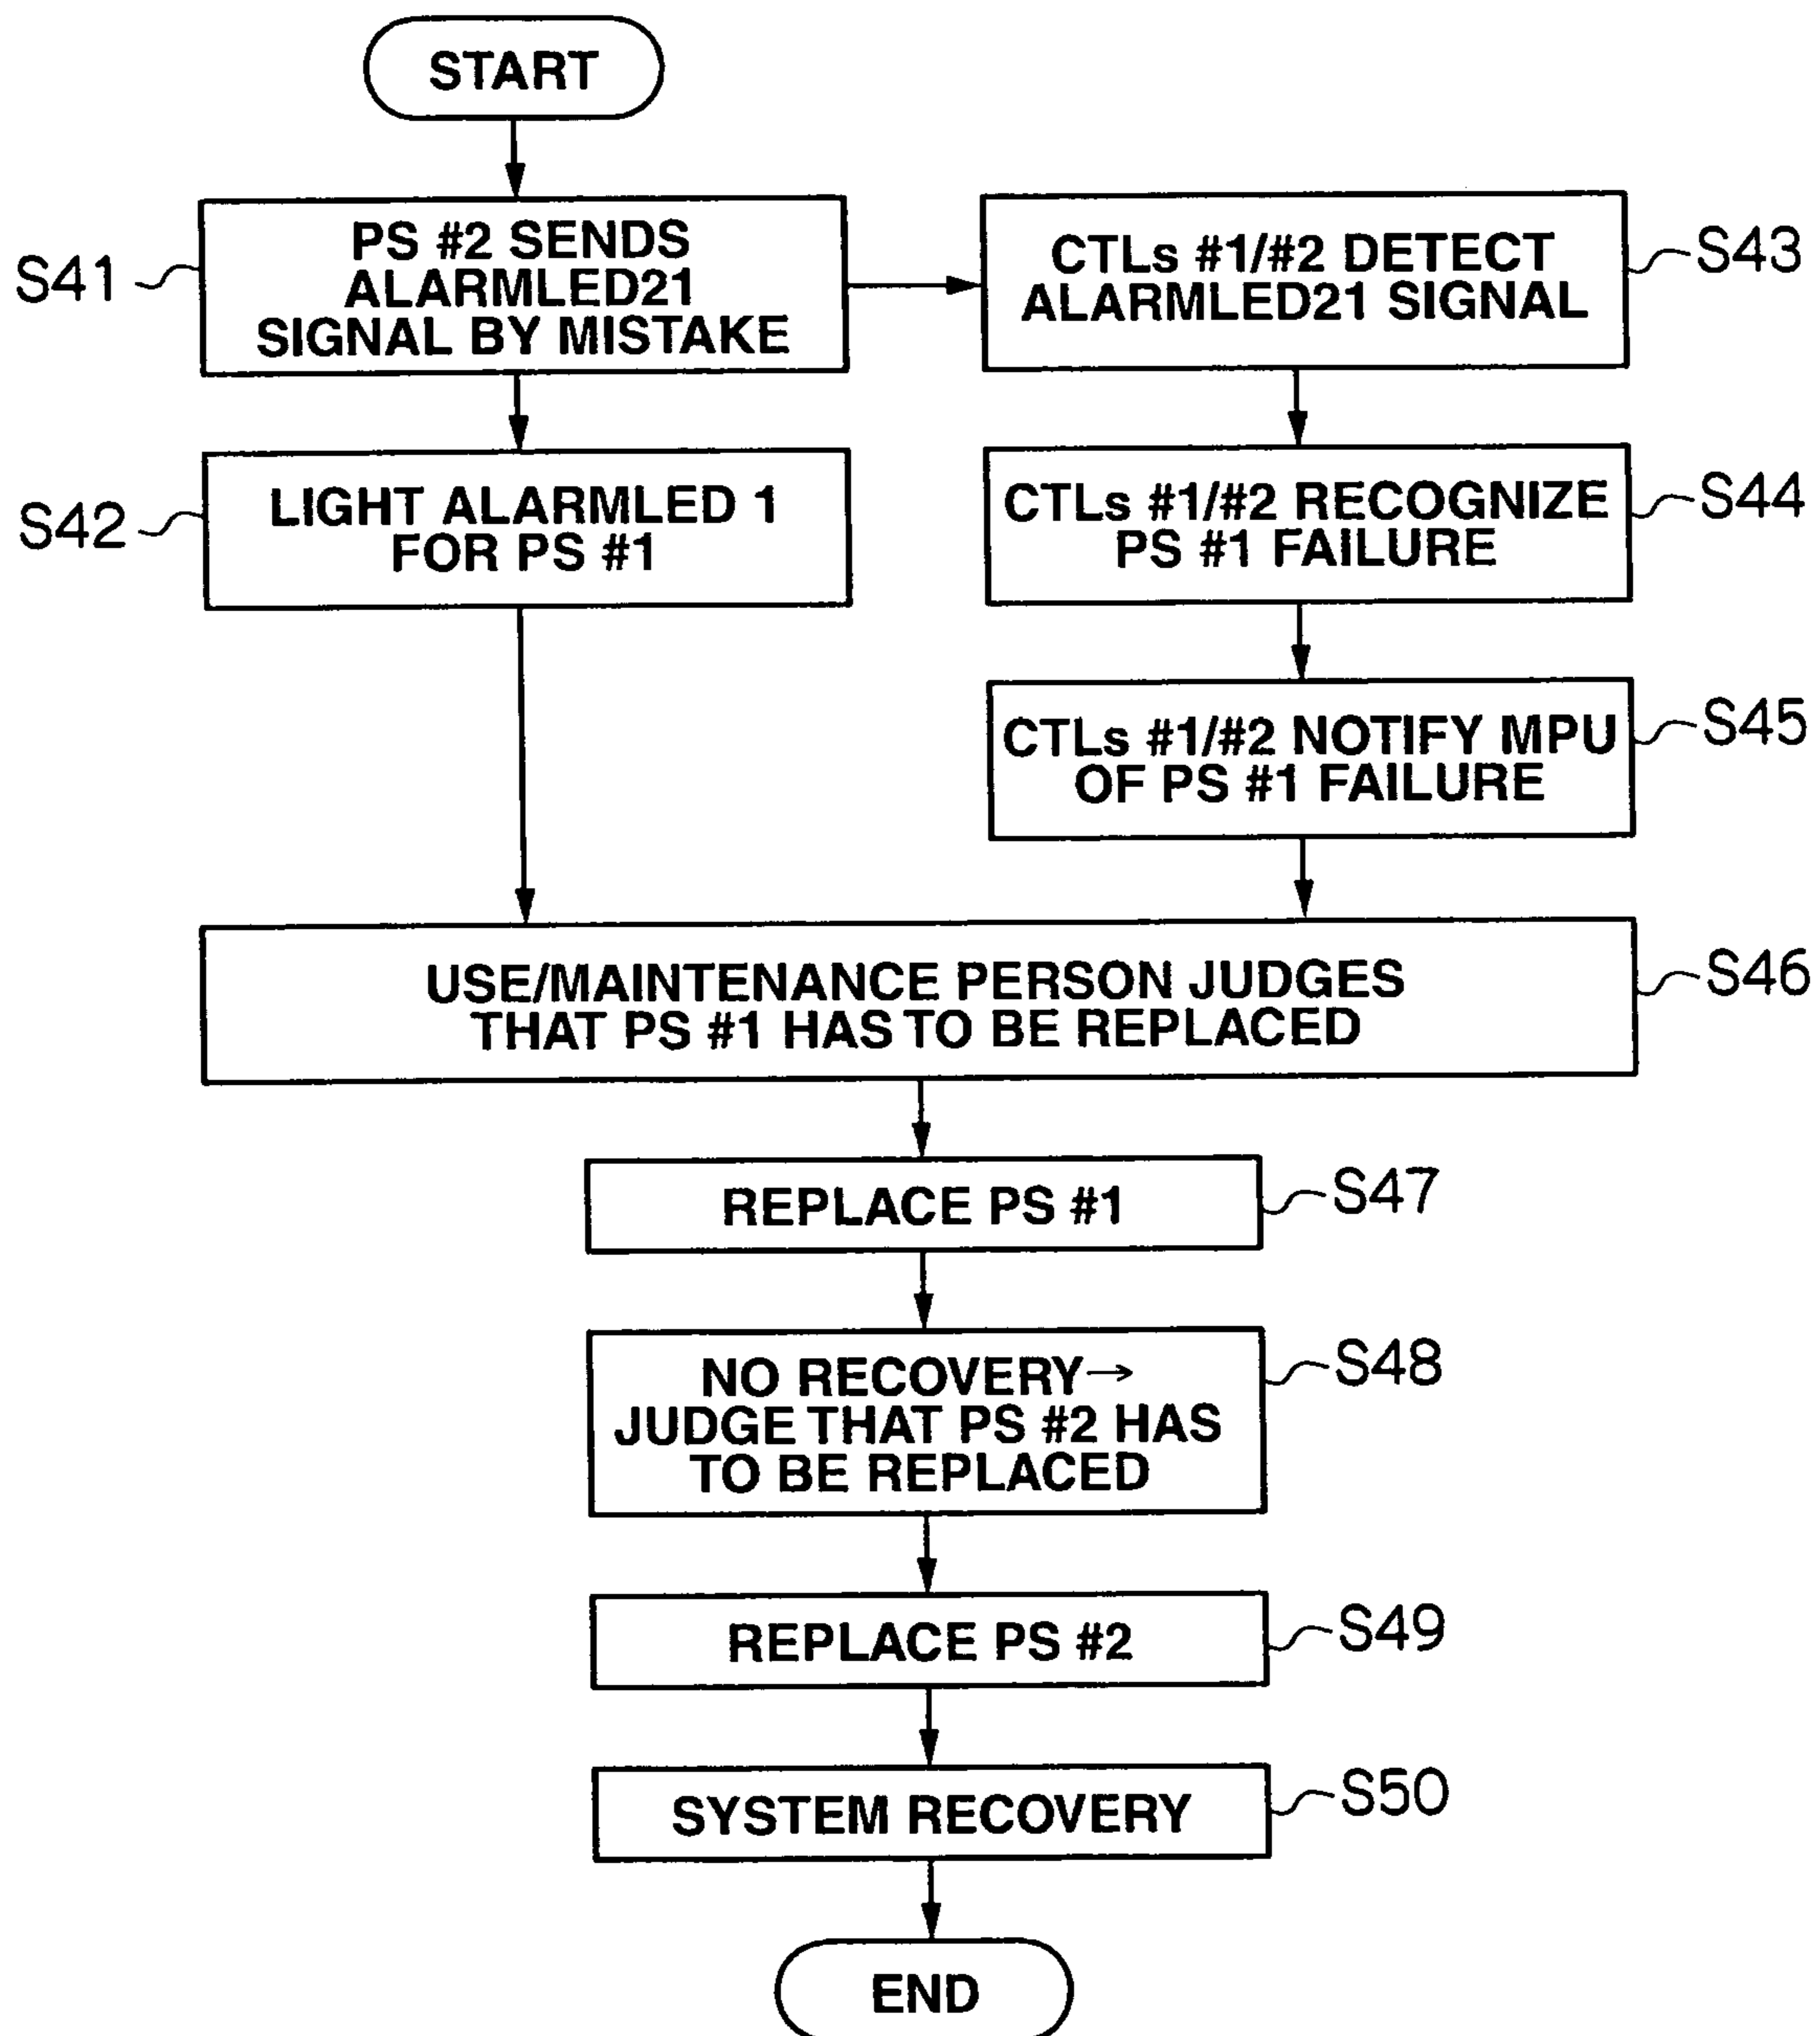 START
PS #2 SENDS
ALARMLED21
SIGNAL BY MISTAKE
S41
CTLs #1/#2 DETECT
ALARMLED21 SIGNAL
S43
LIGHT ALARMLED 1
FOR PS #1
S42
CTLs #1/#2 RECOGNIZE
PS #1 FAILURE
S44
CTLs #1/#2 NOTIFY MPU
OF PS #1 FAILURE
S45
USE/MAINTENANCE PERSON JUDGES
THAT PS #1 HAS TO BE REPLACED
S46
REPLACE PS #1
S47
NO RECOVERY→
JUDGE THAT PS #2 HAS
TO BE REPLACED
S48
REPLACE PS #2
S49
SYSTEM RECOVERY
S50
END